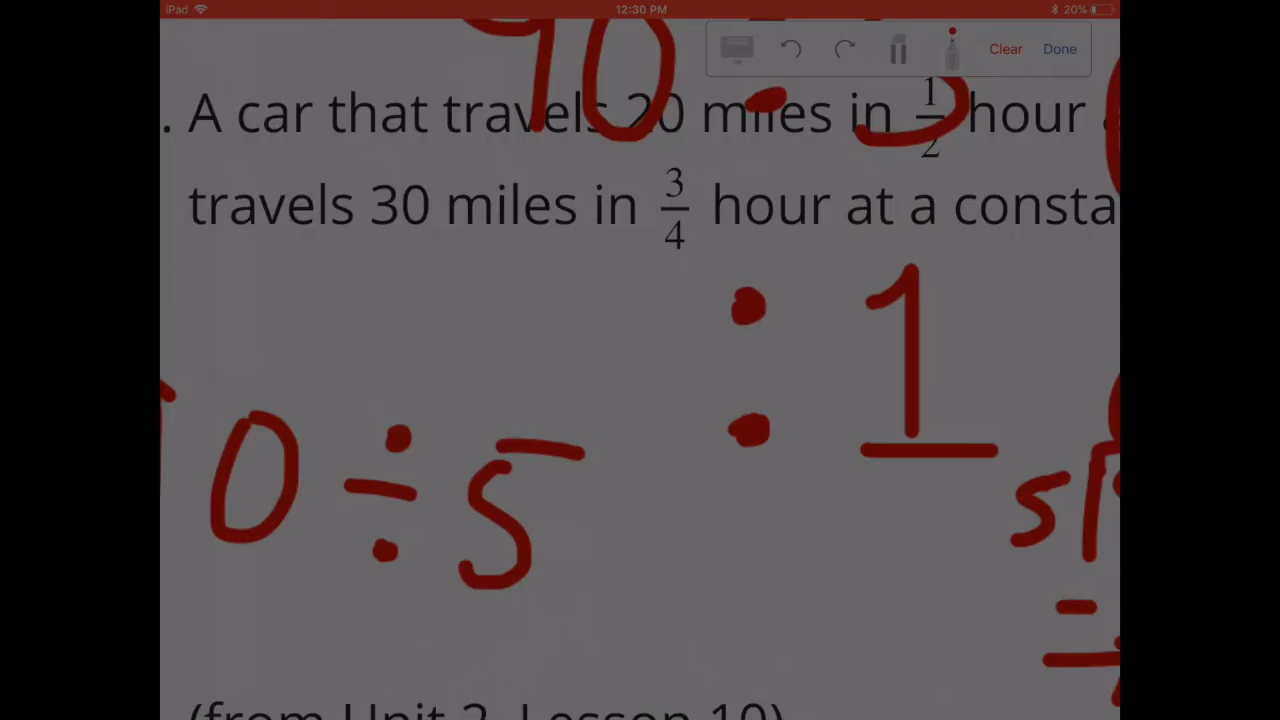 iPad 12:30 PM 20%
90 : 5
Clear Done
. A car that travels 20 miles in 1/2 hour
travels 30 miles in 3/4 hour at a consta
: 1
0 ÷ 5
(from Unit 2, Lesson 10)